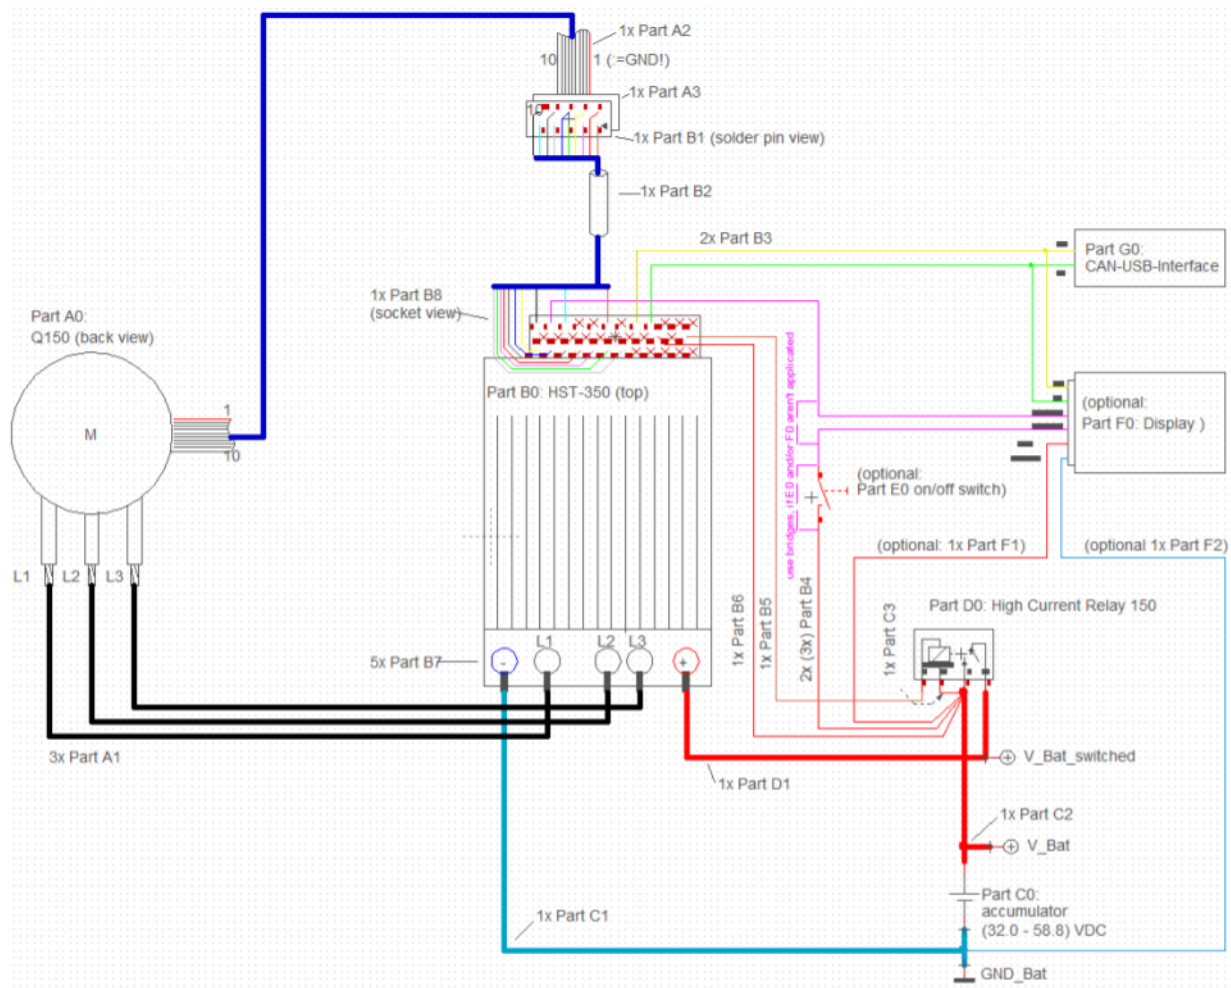 1x Part A2
10
1 (:=GND!)
1x Part A3
10
1x Part B1 (solder pin view)
1x Part B2
2x Part B3
Part G0:
CAN-USB-Interface
1x Part B8
(socket view)
Part A0:
Q150 (back view)
M
1
10
Part B0: HST-350 (top)
use bridges, if E0 and/or F0 aren't applicated
(optional:
Part F0: Display )
(optional:
Part E0 on/off switch)
(optional: 1x Part F1)
(optional 1x Part F2)
L1
L2
L3
1x Part B6
1x Part B5
2x (3x) Part B4
1x Part C3
Part D0: High Current Relay 150
5x Part B7
-
L1
L2
L3
+
3x Part A1
1x Part D1
V_Bat_switched
1x Part C2
V_Bat
Part C0:
accumulator
(32.0 - 58.8) VDC
1x Part C1
GND_Bat